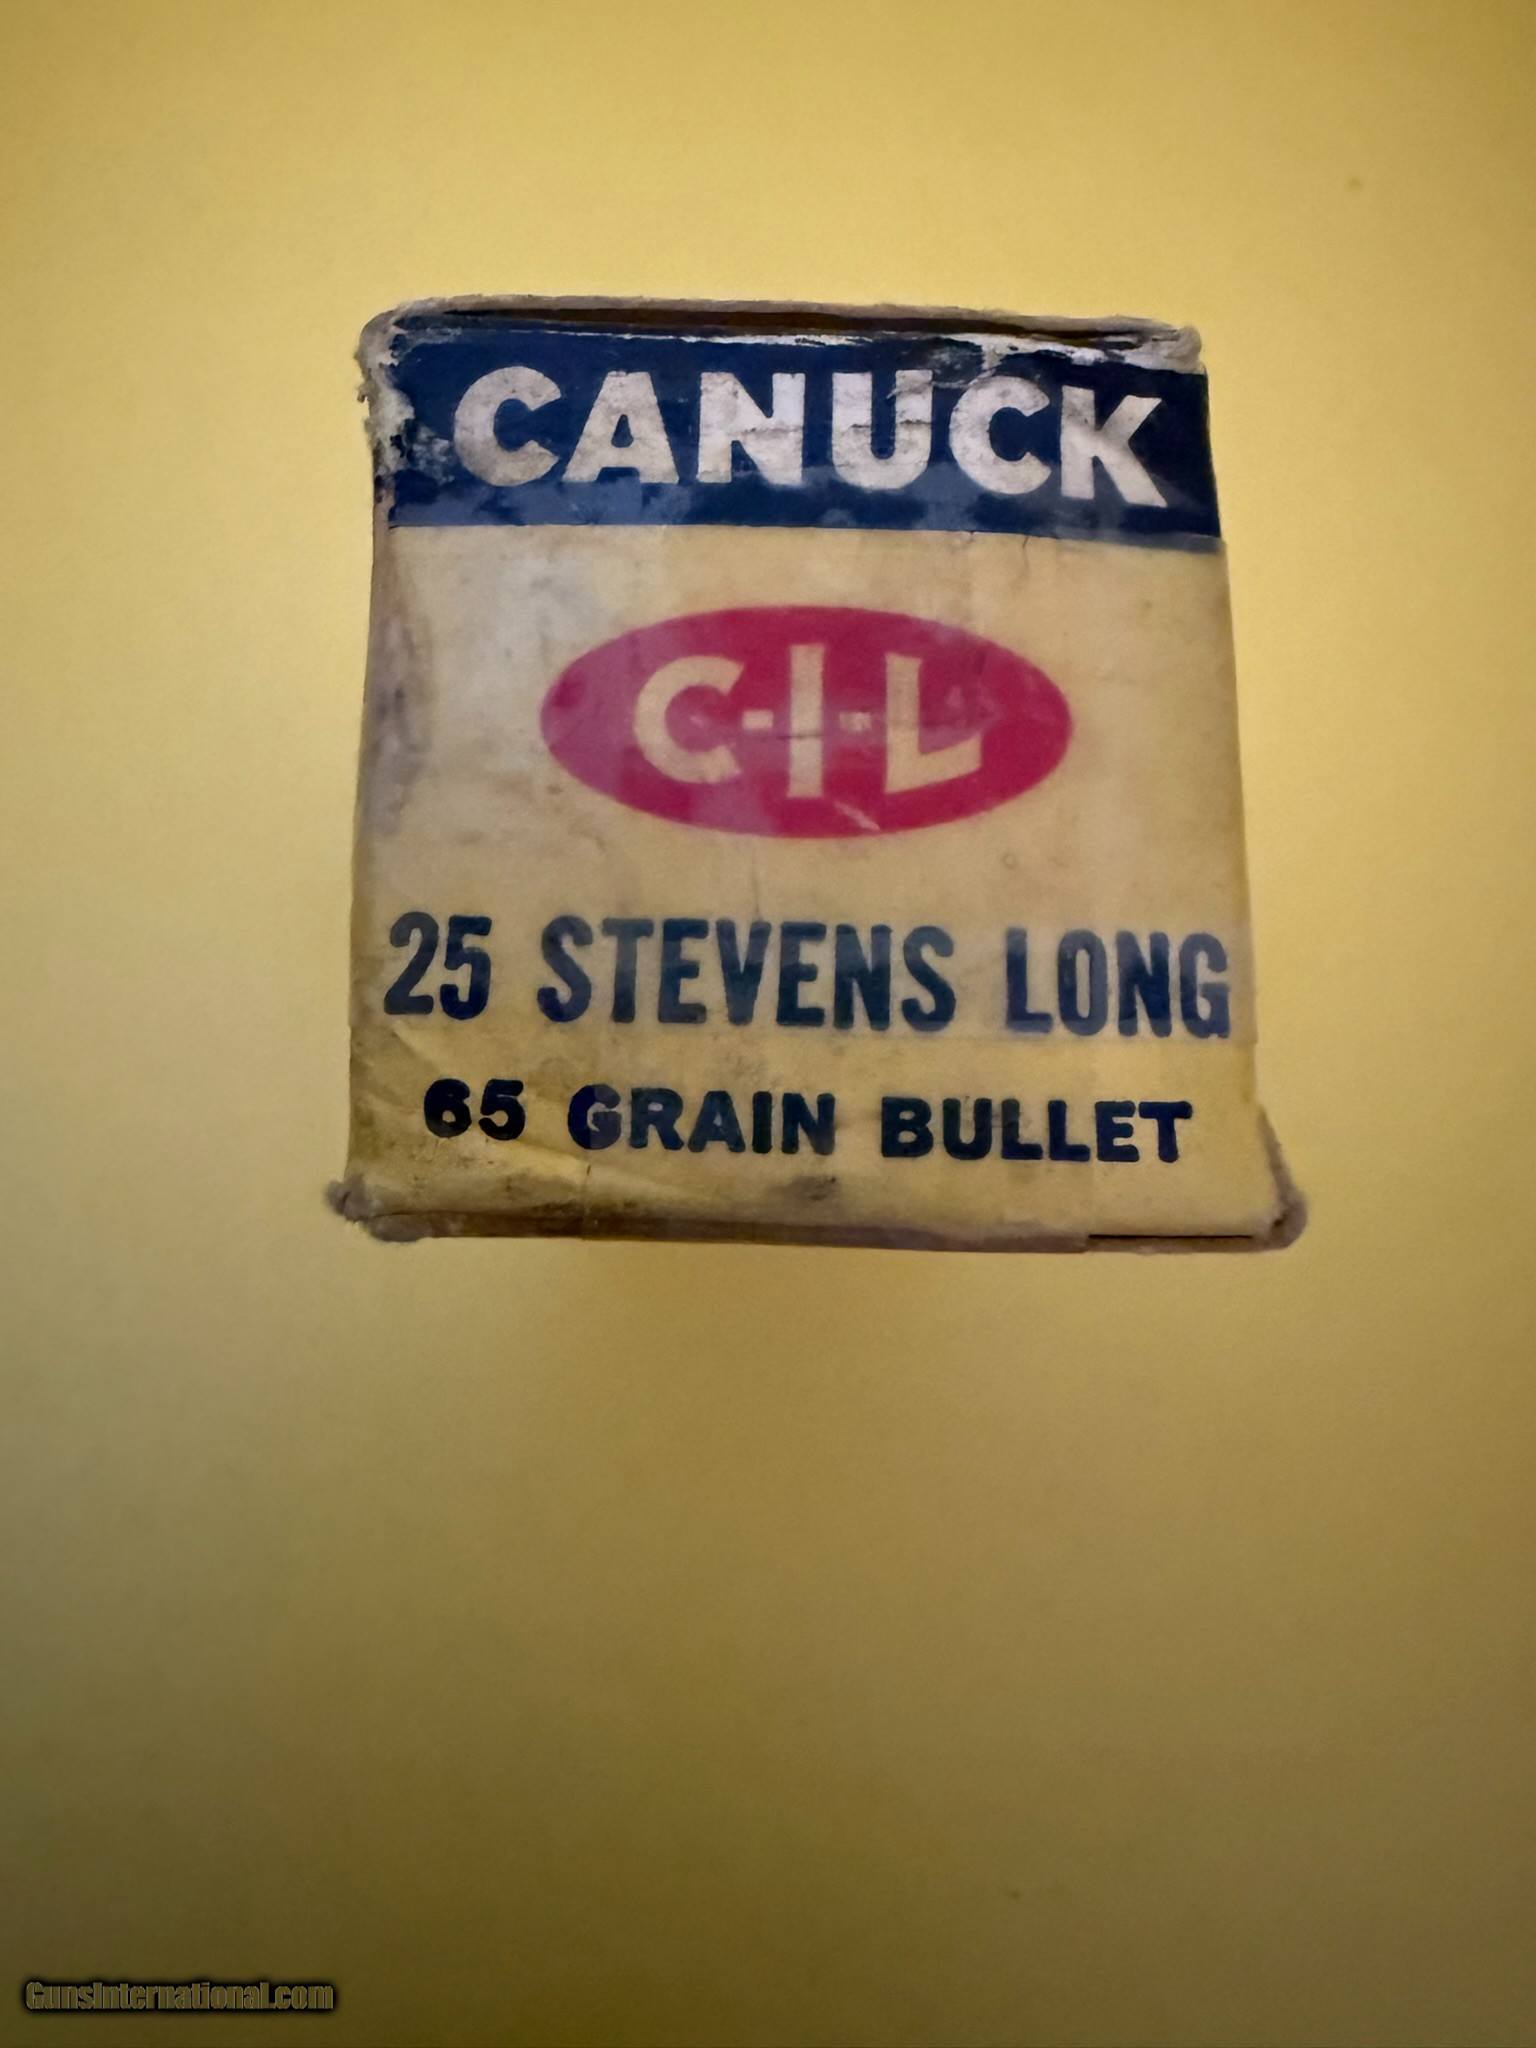 CANUCK
C-I-L
25 STEVENS LONG
65 GRAIN BULLET
GunsInternational.com